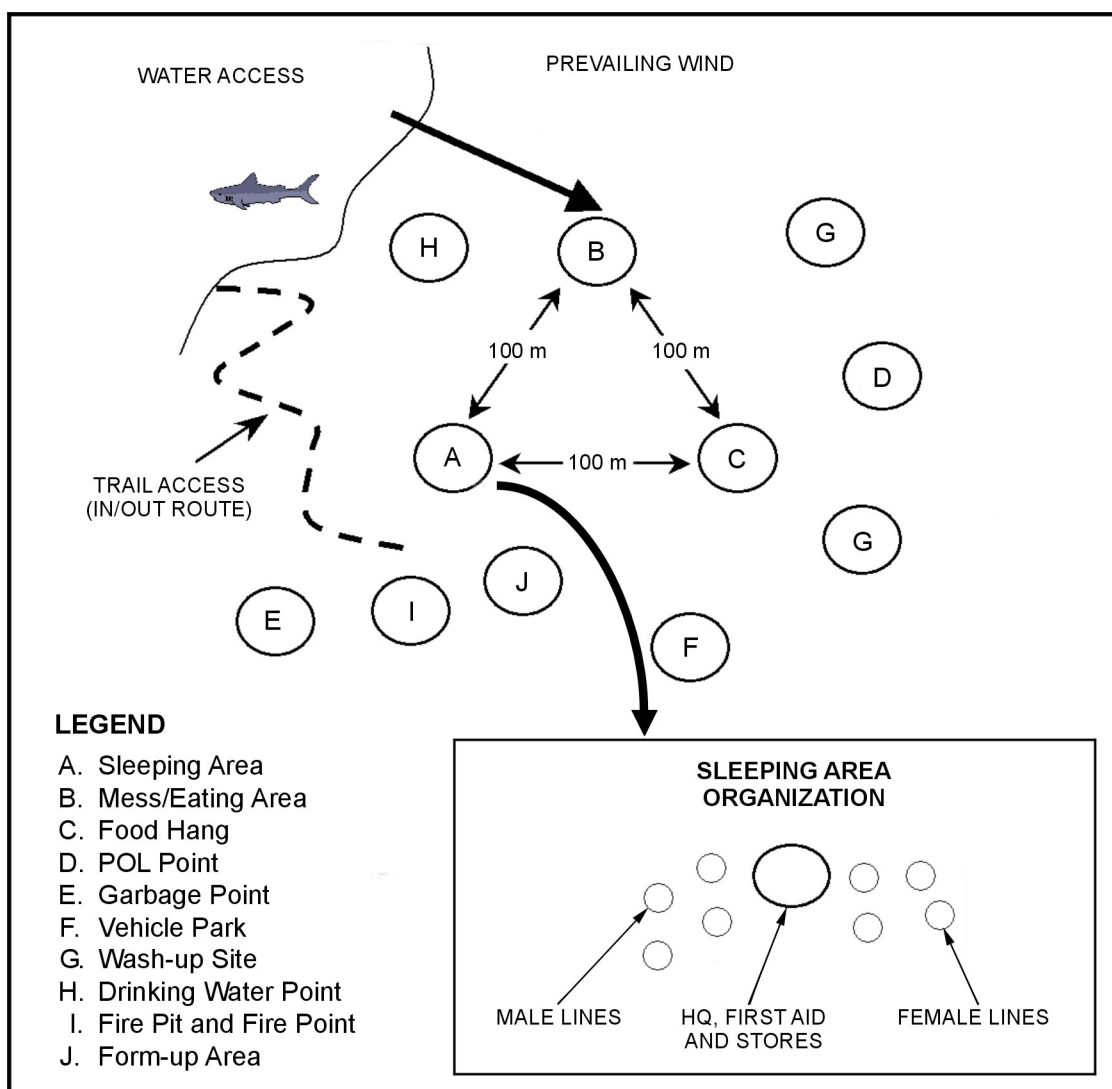 WATER ACCESS
PREVAILING WIND
H
B
G
100 m
100 m
D
A
100 m
C
TRAIL ACCESS
(IN/OUT ROUTE)
G
J
E
I
F
LEGEND
A. Sleeping Area
B. Mess/Eating Area
C. Food Hang
D. POL Point
E. Garbage Point
F. Vehicle Park
G. Wash-up Site
H. Drinking Water Point
I. Fire Pit and Fire Point
J. Form-up Area
SLEEPING AREA
ORGANIZATION
MALE LINES
HQ, FIRST AID
AND STORES
FEMALE LINES